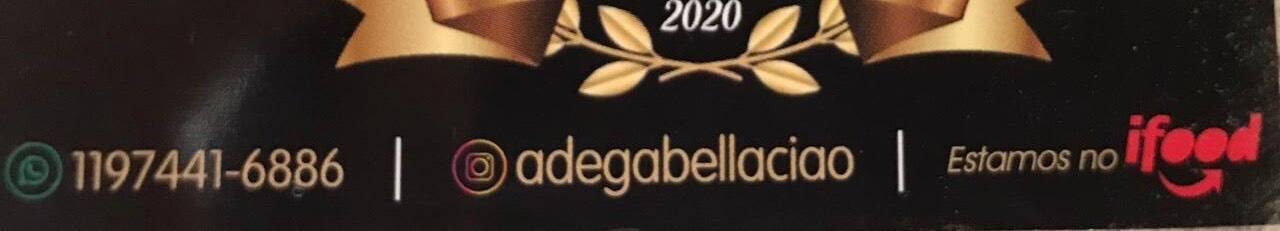 2020
1197441-6886 | adegabellaciao | Estamos no ifood